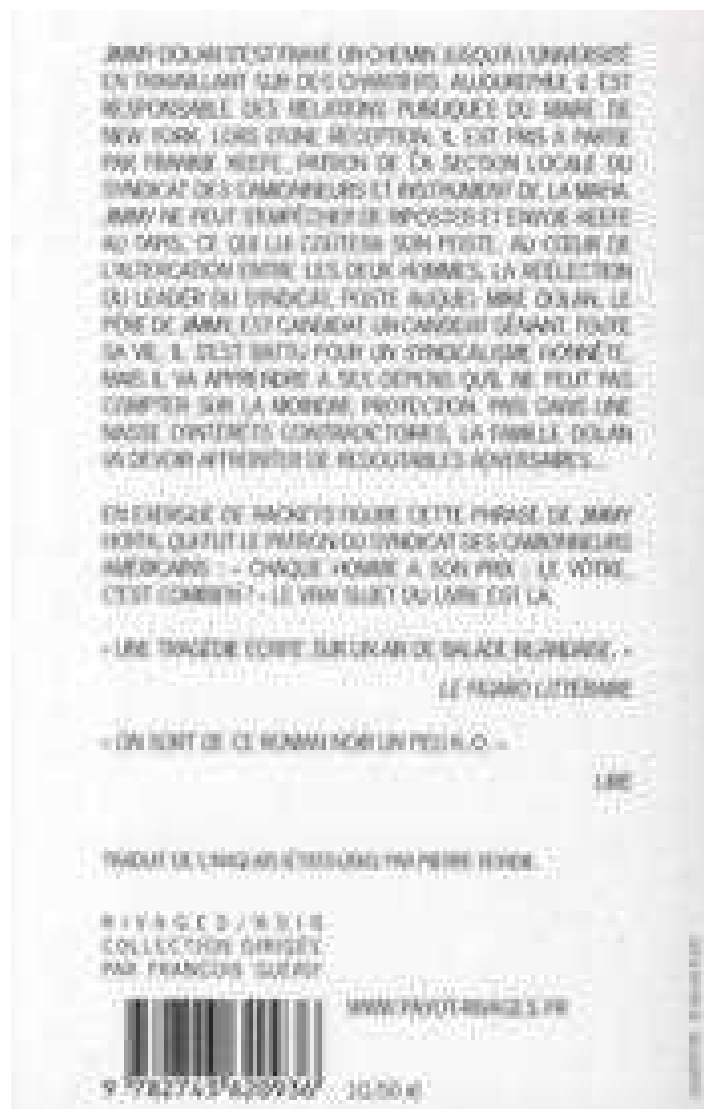 JIMMY DOLAN S'EST FRAYÉ UN CHEMIN JUSQU'À L'UNIVERSITÉ
EN TRAVAILLANT SUR DES CHANTIERS. AUJOURD'HUI, IL EST
RESPONSABLE DES RELATIONS PUBLIQUES DU MAIRE DE
NEW YORK. LORS D'UNE RÉCEPTION, IL EST PRIS À PARTIE
PAR FRANKIE KEEFE, PATRON DE LA SECTION LOCALE DU
SYNDICAT DES CAMIONNEURS ET INSTRUMENT DE LA MAFIA.
JIMMY NE PEUT S'EMPÊCHER DE RIPOSTER ET ENVOIE KEEFE
AU TAPIS, CE QUI LUI COÛTERA SON POSTE. AU CŒUR DE
L'ALTERCATION ENTRE LES DEUX HOMMES, LA RÉÉLECTION
DU LEADER DU SYNDICAT, POSTE AUQUEL MIKE DOLAN, LE
PÈRE DE JIMMY, EST CANDIDAT. UN CANDIDAT GÊNANT. TOUTE
SA VIE, IL S'EST BATTU POUR UN SYNDICALISME HONNÊTE,
MAIS IL VA APPRENDRE À SES DÉPENS QU'IL NE PEUT PAS
COMPTER SUR LA MOINDRE PROTECTION. PRIS DANS UNE
NASSE D'INTÉRÊTS CONTRADICTOIRES, LA FAMILLE DOLAN
VA DEVOIR AFFRONTER DE REDOUTABLES ADVERSAIRES...
EN EXERGUE DE HACKETS FIGURE CETTE PHRASE DE JIMMY
HOFFA, QUI FUT LE PATRON DU SYNDICAT DES CAMIONNEURS
AMÉRICAINS : « CHAQUE HOMME A SON PRIX : LE VÔTRE,
C'EST COMBIEN ? » LE VRAI SUJET DU LIVRE EST LÀ.
« UNE TRAGÉDIE ÉCRITE SUR UN AIR DE BALADE IRLANDAISE. »
LE FIGARO LITTÉRAIRE
« ON SORT DE CE ROMAN NOIR UN PEU K.-O. »
LIRE
TRADUIT DE L'ANGLAIS (ÉTATS-UNIS) PAR PIERRE
RIVAGES/NOIR
COLLECTION DIRIGÉE
PAR FRANÇOIS GUÉRIF
WWW.PAYOT-RIVAGES.FR
9 782743 620936 10,50 €